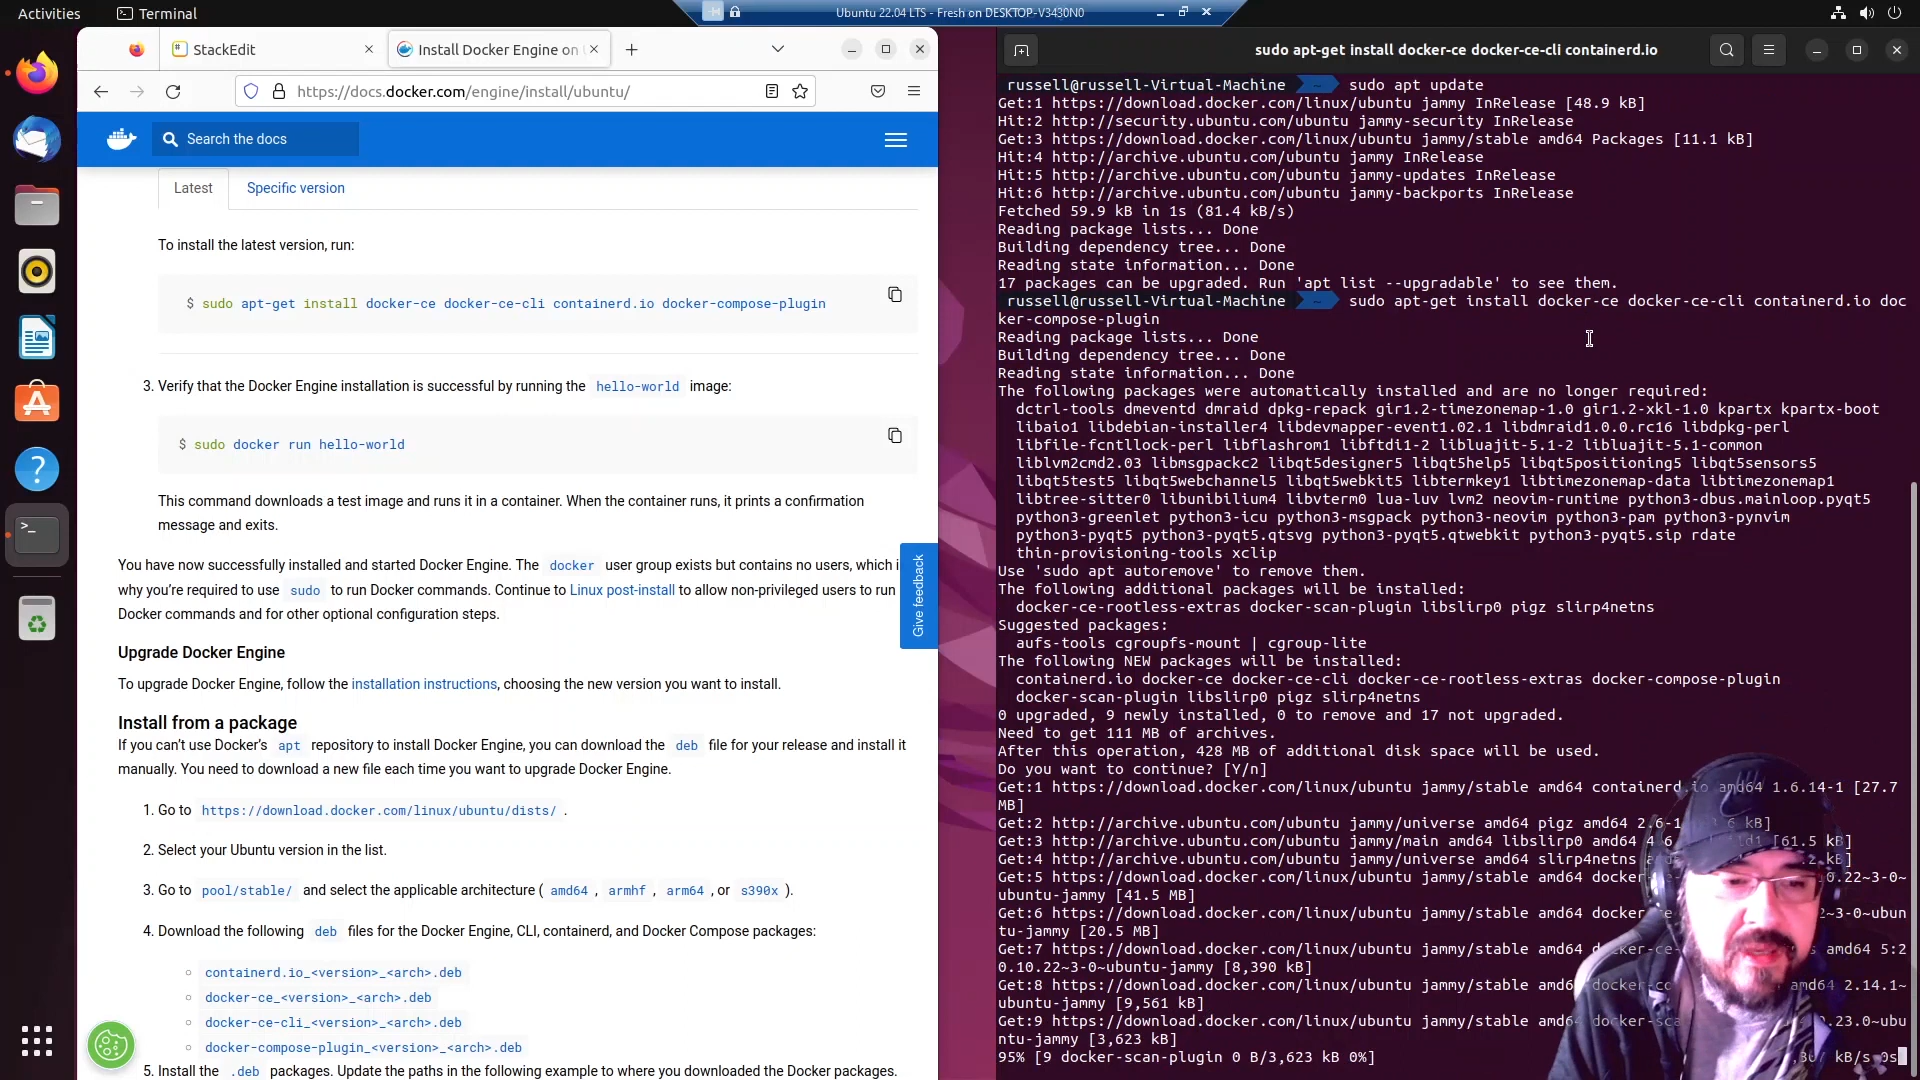 Activities
Terminal
Ubuntu 22.04 LTS - Fresh on DESKTOP-V3430N0
StackEdit
Install Docker Engine on
https://docs.docker.com/engine/install/ubuntu/
Search the docs
Latest
Specific version
To install the latest version, run:
$ sudo apt-get install docker-ce docker-ce-cli containerd.io docker-compose-plugin
3. Verify that the Docker Engine installation is successful by running the hello-world image:
$ sudo docker run hello-world
This command downloads a test image and runs it in a container. When the container runs, it prints a confirmation
message and exits.
You have now successfully installed and started Docker Engine. The docker user group exists but contains no users, which i
why you're required to use sudo to run Docker commands. Continue to Linux post-install to allow non-privileged users to run
Docker commands and for other optional configuration steps.
Give feedback
Upgrade Docker Engine
To upgrade Docker Engine, follow the installation instructions, choosing the new version you want to install.
Install from a package
If you can't use Docker's apt repository to install Docker Engine, you can download the deb file for your release and install it
manually. You need to download a new file each time you want to upgrade Docker Engine.
1. Go to https://download.docker.com/linux/ubuntu/dists/ .
2. Select your Ubuntu version in the list.
3. Go to pool/stable/ and select the applicable architecture ( amd64 , armhf , arm64 , or s390x ).
4. Download the following deb files for the Docker Engine, CLI, containerd, and Docker Compose packages:
containerd.io_<version>_<arch>.deb
docker-ce_<version>_<arch>.deb
docker-ce-cli_<version>_<arch>.deb
docker-compose-plugin_<version>_<arch>.deb
5. Install the .deb packages. Update the paths in the following example to where you downloaded the Docker packages.
sudo apt-get install docker-ce docker-ce-cli containerd.io
russell@russell-Virtual-Machine ~ sudo apt update
Get:1 https://download.docker.com/linux/ubuntu jammy InRelease [48.9 kB]
Hit:2 http://security.ubuntu.com/ubuntu jammy-security InRelease
Get:3 https://download.docker.com/linux/ubuntu jammy/stable amd64 Packages [11.1 kB]
Hit:4 http://archive.ubuntu.com/ubuntu jammy InRelease
Hit:5 http://archive.ubuntu.com/ubuntu jammy-updates InRelease
Hit:6 http://archive.ubuntu.com/ubuntu jammy-backports InRelease
Fetched 59.9 kB in 1s (81.4 kB/s)
Reading package lists... Done
Building dependency tree... Done
Reading state information... Done
17 packages can be upgraded. Run 'apt list --upgradable' to see them.
russell@russell-Virtual-Machine ~ sudo apt-get install docker-ce docker-ce-cli containerd.io doc
ker-compose-plugin
Reading package lists... Done
Building dependency tree... Done
Reading state information... Done
The following packages were automatically installed and are no longer required:
dctrl-tools dmeventd dmraid dpkg-repack gir1.2-timezonemap-1.0 gir1.2-xkl-1.0 kpartx kpartx-boot
libaio1 libdebian-installer4 libdevmapper-event1.02.1 libdmraid1.0.0.rc16 libdpkg-perl
libfile-fcntllock-perl libflashrom1 libftdi1-2 libluajit-5.1-2 libluajit-5.1-common
liblvm2cmd2.03 libmsgpackc2 libqt5designer5 libqt5help5 libqt5positioning5 libqt5sensors5
libqt5test5 libqt5webchannel5 libqt5webkit5 libtermkey1 libtimezonemap-data libtimezonemap1
libtree-sitter0 libunibilium4 libvterm0 lua-luv lvm2 neovim-runtime python3-dbus.mainloop.pyqt5
python3-greenlet python3-icu python3-msgpack python3-neovim python3-pam python3-pynvim
python3-pyqt5 python3-pyqt5.qtsvg python3-pyqt5.qtwebkit python3-pyqt5.sip rdate
thin-provisioning-tools xclip
Use 'sudo apt autoremove' to remove them.
The following additional packages will be installed:
docker-ce-rootless-extras docker-scan-plugin libslirp0 pigz slirp4netns
Suggested packages:
aufs-tools cgroupfs-mount | cgroup-lite
The following NEW packages will be installed:
containerd.io docker-ce docker-ce-cli docker-ce-rootless-extras docker-compose-plugin
docker-scan-plugin libslirp0 pigz slirp4netns
0 upgraded, 9 newly installed, 0 to remove and 17 not upgraded.
Need to get 111 MB of archives.
After this operation, 428 MB of additional disk space will be used.
Do you want to continue? [Y/n]
Get:1 https://download.docker.com/linux/ubuntu jammy/stable amd64 containerd.io amd64 1.6.14-1 [27.7
MB]
Get:2 http://archive.ubuntu.com/ubuntu jammy/universe amd64 pigz amd64 2.6-1 kB]
Get:3 http://archive.ubuntu.com/ubuntu jammy/main amd64 libslirp0 amd64 [61.5 kB]
Get:4 http://archive.ubuntu.com/ubuntu jammy/universe amd64 slirp4netns kB]
Get:5 https://download.docker.com/linux/ubuntu jammy/stable amd64 0.22~3-0~
ubuntu-jammy [41.5 MB]
Get:6 https://download.docker.com/linux/ubuntu jammy/stable amd64 ~3-0~ubun
tu-jammy [20.5 MB]
Get:7 https://download.docker.com/linux/ubuntu jammy/stable amd64 amd64 5:2
0.10.22~3-0~ubuntu-jammy [8,390 kB]
Get:8 https://download.docker.com/linux/ubuntu jammy/stable amd64 amd64 2.14.1~
ubuntu-jammy [9,561 kB]
Get:9 https://download.docker.com/linux/ubuntu jammy/stable amd64 0.23.0~ubu
ntu-jammy [3,623 kB]
95% [9 docker-scan-plugin 0 B/3,623 kB 0%] kB/s 0s